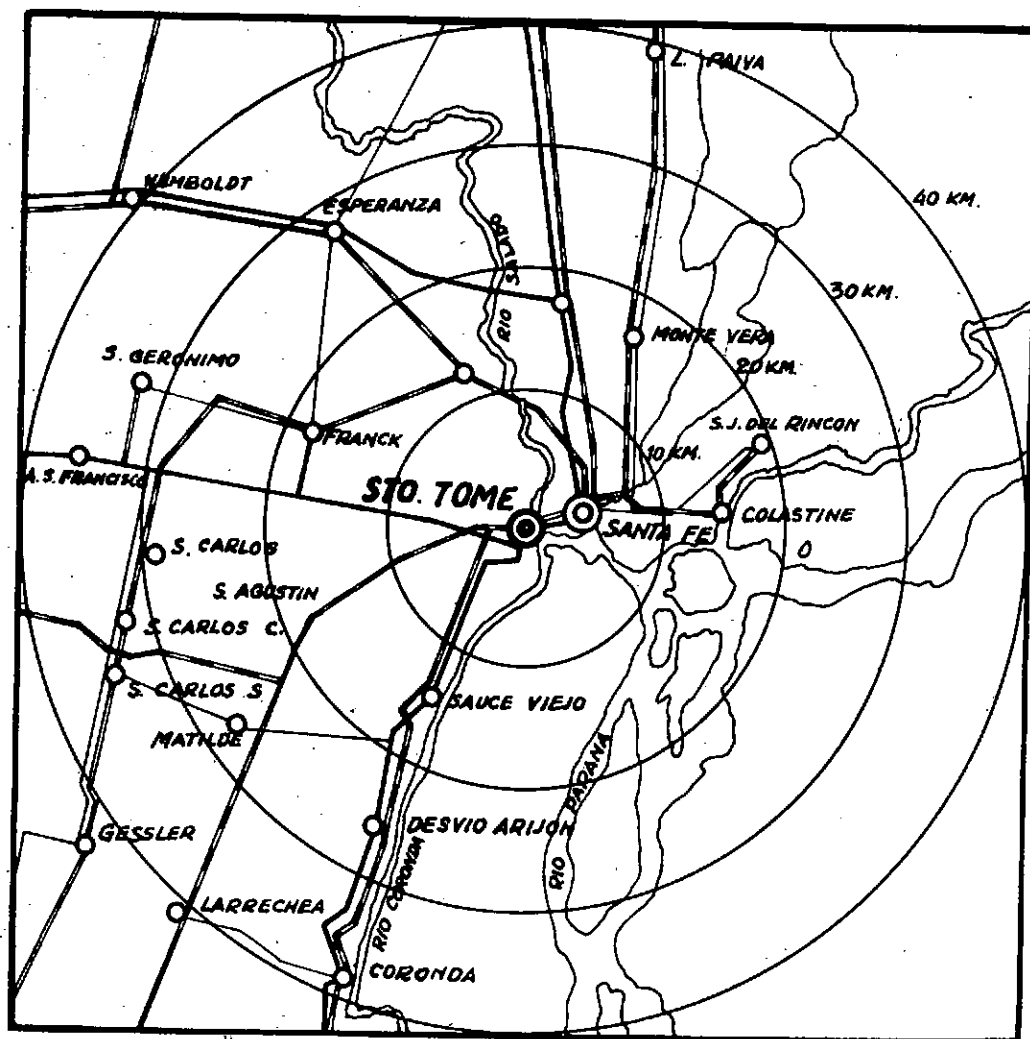 L. PAIVA
HUMBOLDT
ESPERANZA
40 KM.
RIO SALADO
30 KM.
MONTE VERA
S. GERONIMO
20 KM.
S.J. DEL RINCON
FRANCK
10 KM.
A. S. FRANCISCO
STO. TOME
SANTA FE
COLASTINE
S. CARLOS
S. AGUSTIN
S. CARLOS C.
S. CARLOS S
SAUCE VIEJO
MATILDE
RIO PARANA
DESVIO ARIJON
GESSLER
RIO CORONDA
LARRECHEA
CORONDA